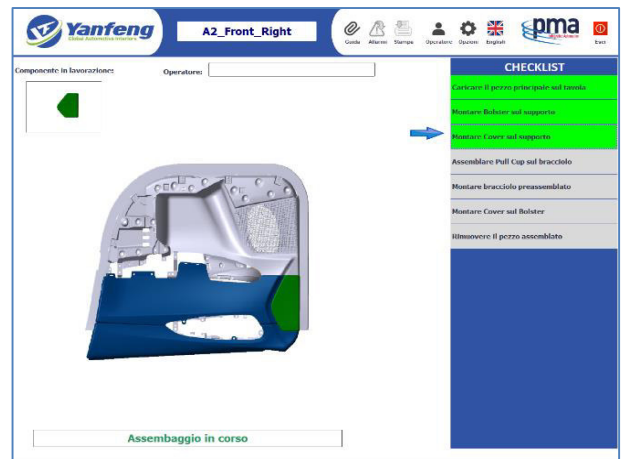 Yanfeng
Global Automotive Interiors
A2_Front_Right
Guida
Allarmi
Stampa
Operatore
Opzioni
English
pma
Esci
Componente in lavorazione:
Operatore:
CHECKLIST
Caricare il pezzo principale sul tavola
Montare Bolster sul supporto
Montare Cover sul supporto
Assemblare Pull Cup sul bracciolo
Montare bracciolo preassemblato
Montare Cover sul Bolster
Rimuovere il pezzo assemblato
Assembaggio in corso